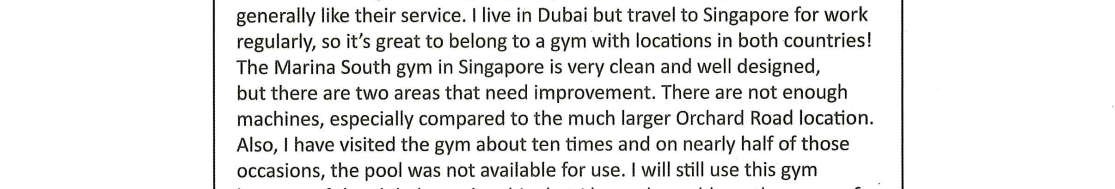 generally like their service. I live in Dubai but travel to Singapore for work
regularly, so it's great to belong to a gym with locations in both countries!
The Marina South gym in Singapore is very clean and well designed,
but there are two areas that need improvement. There are not enough
machines, especially compared to the much larger Orchard Road location.
Also, I have visited the gym about ten times and on nearly half of those
occasions, the pool was not available for use. I will still use this gym